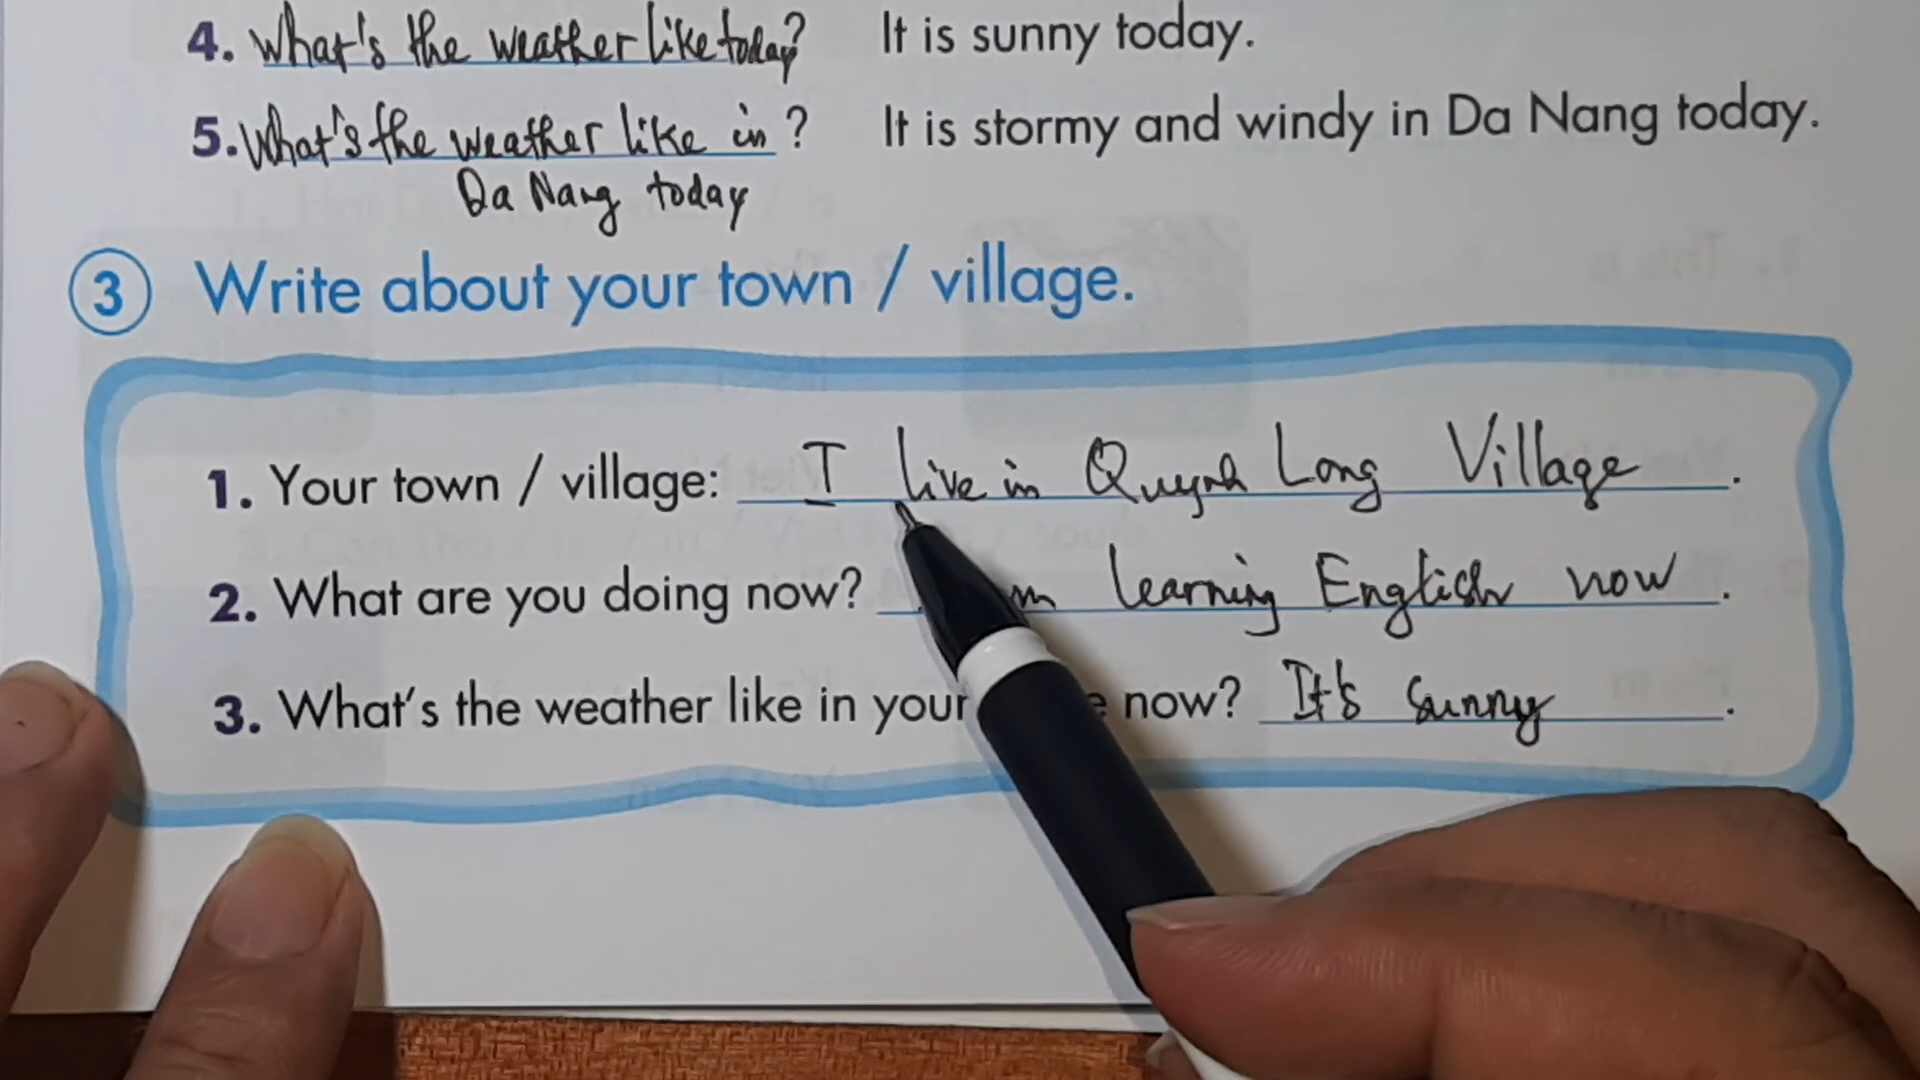 4. What's the weather like today? It is sunny today.
5. What's the weather like in? It is stormy and windy in Da Nang today.
Da Nang today
3 Write about your town / village.
1. Your town / village: I live in Quynh Long Village.
2. What are you doing now? learning English now.
3. What's the weather like in your now? It's sunny.